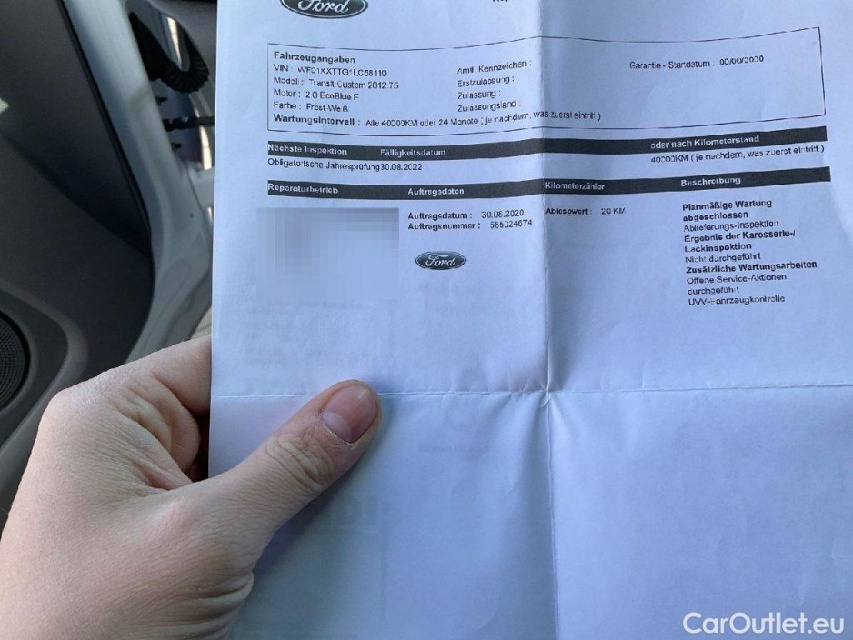 Ford
Fahrzeugangaben
VIN : WF01XXTTG1LC58110
Modell : Transit Custom 2012.75
Motor : 2.0 EcoBlue F
Farbe : Frost-Weiß
Wartungsintervall : Alle 40000KM oder 24 Monate ( je nachdem, was zuerst eintritt )
Amtl. Kennzeichen :
Erstzulassung :
Zulassung :
Zulassungsland :
Garantie - Startdatum : 00/00/0000
Nächste Inspektion Fälligkeitsdatum oder nach Kilometerstand
Obligatorische Jahresprüfung30.08.2022 40000KM ( je nachdem, was zuerst eintritt )
Reparaturbetrieb Auftragsdaten Kilometerzähler Beschreibung
Auftragsdatum : 30.08.2020
Auftragsnummer : 585024674
Ford
Ablesewert : 20 KM
Planmäßige Wartung
abgeschlossen
Ablieferungs-Inspektion
Ergebnis der Karosserie-/
Lackinspektion
Nicht durchgeführt
Zusätzliche Wartungsarbeiten
Offene Service-Aktionen
durchgeführt
UVV-Fahrzeugkontrolle
CarOutlet.eu